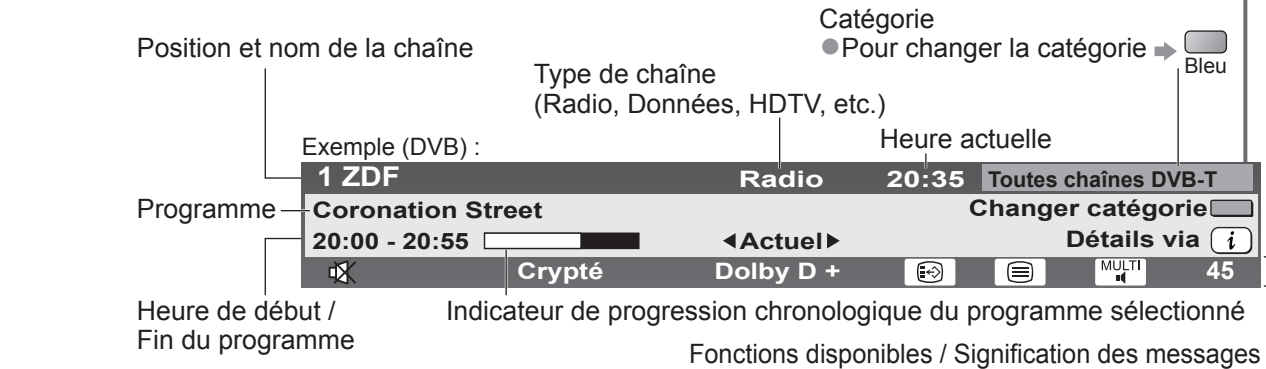 Catégorie
Position et nom de la chaîne
●Pour changer la catégorie
Bleu
Type de chaîne
(Radio, Données, HDTV, etc.)
Heure actuelle
Exemple (DVB) :
1 ZDF Radio 20:35 Toutes chaînes DVB-T
Programme Coronation Street Changer catégorie
20:00 - 20:55 ◀Actuel▶ Détails via i
Crypté Dolby D + MULTI 45
Heure de début /
Fin du programme
Indicateur de progression chronologique du programme sélectionné
Fonctions disponibles / Signification des messages